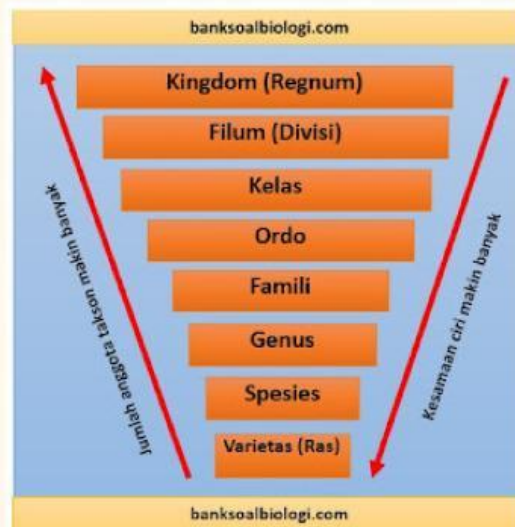 banksoalbiologi.com
Kingdom (Regnum)
Filum (Divisi)
Kelas
Ordo
Famili
Genus
Spesies
Varietas (Ras)
Jumlah anggota takson makin banyak
Kesamaan ciri makin banyak
banksoalbiologi.com